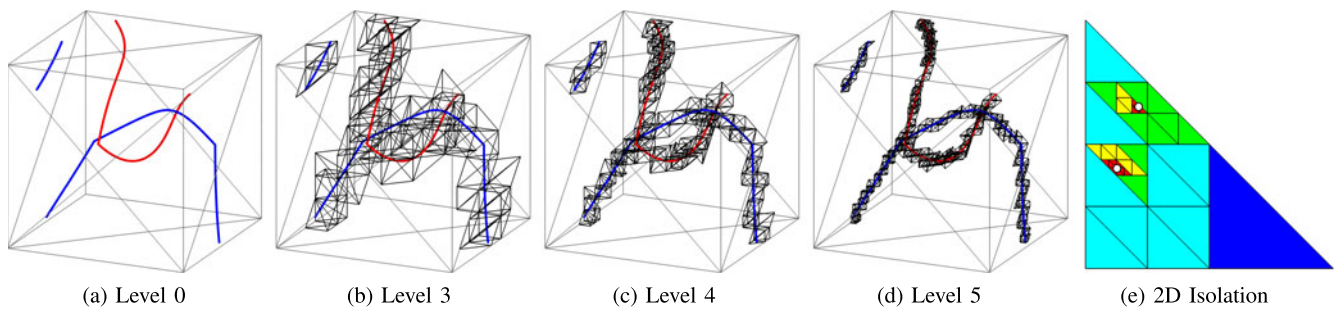 (a) Level 0
(b) Level 3
(c) Level 4
(d) Level 5
(e) 2D Isolation